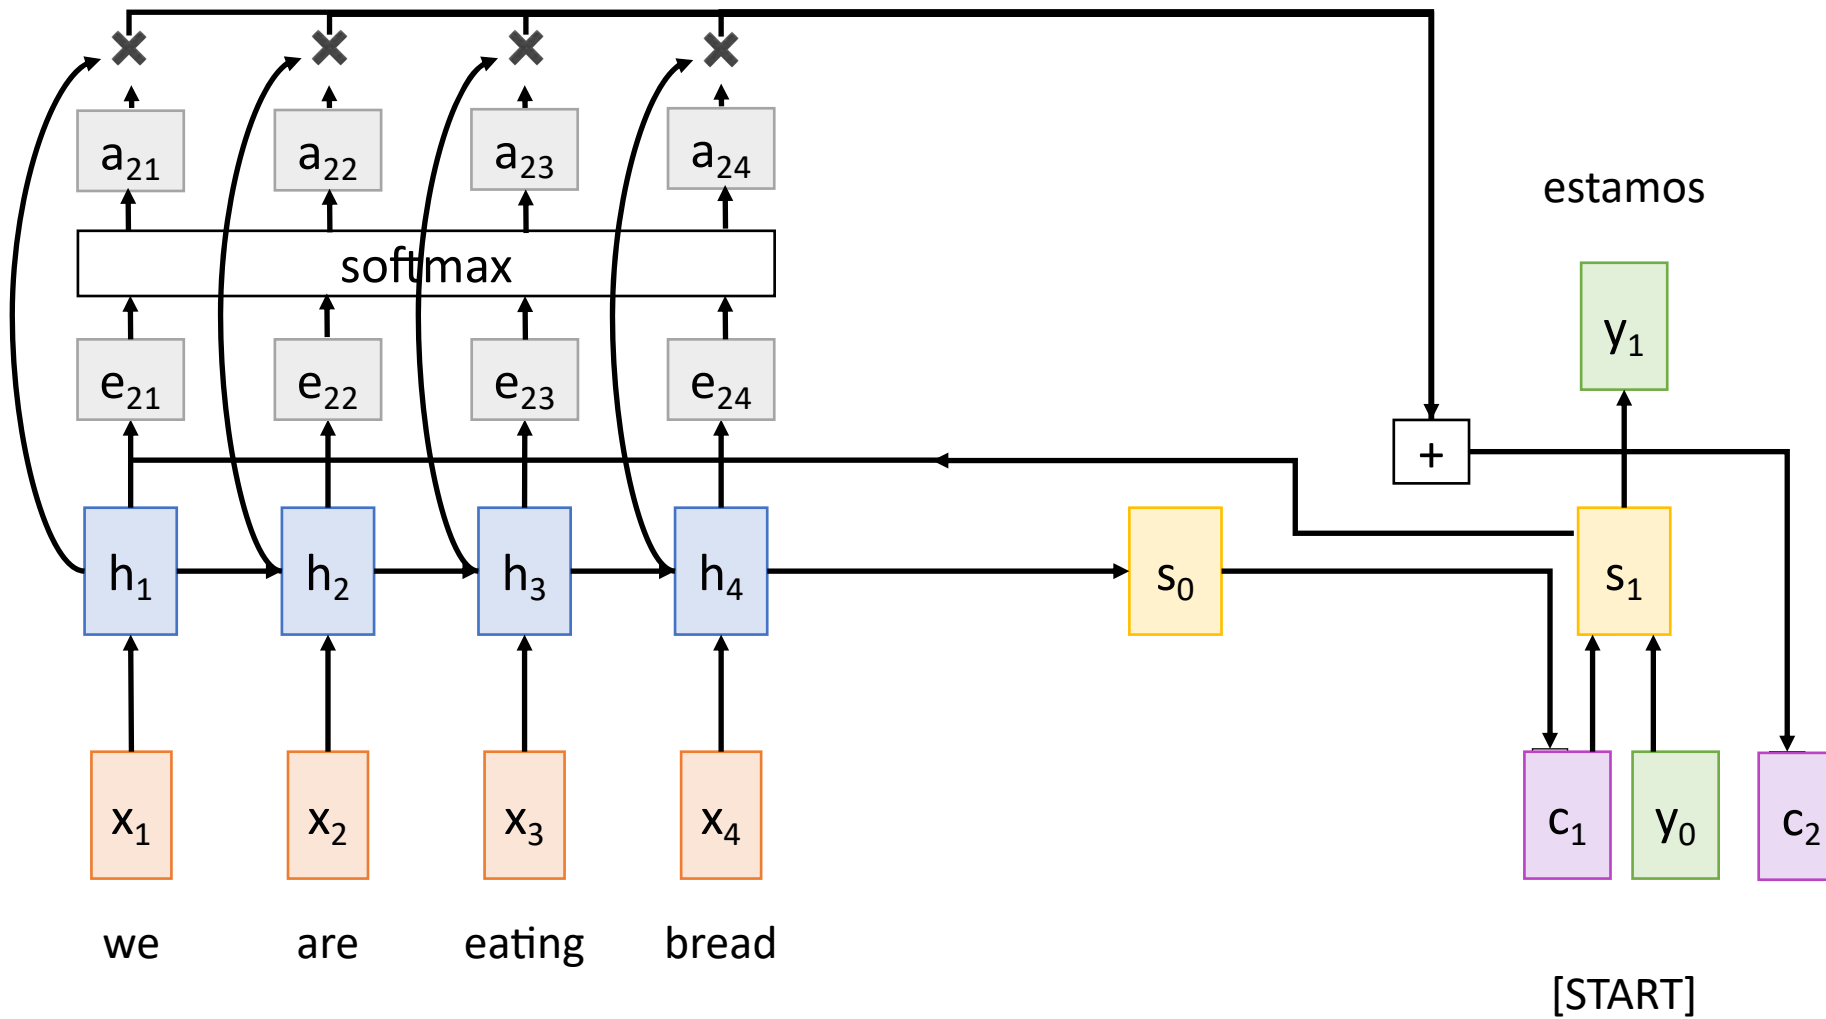 a21 a22 a23 a24
estamos
softmax
y1
e21 e22 e23 e24
+
h1 h2 h3 h4 s0 s1
x1 x2 x3 x4 c1 y0 c2
we are eating bread
[START]